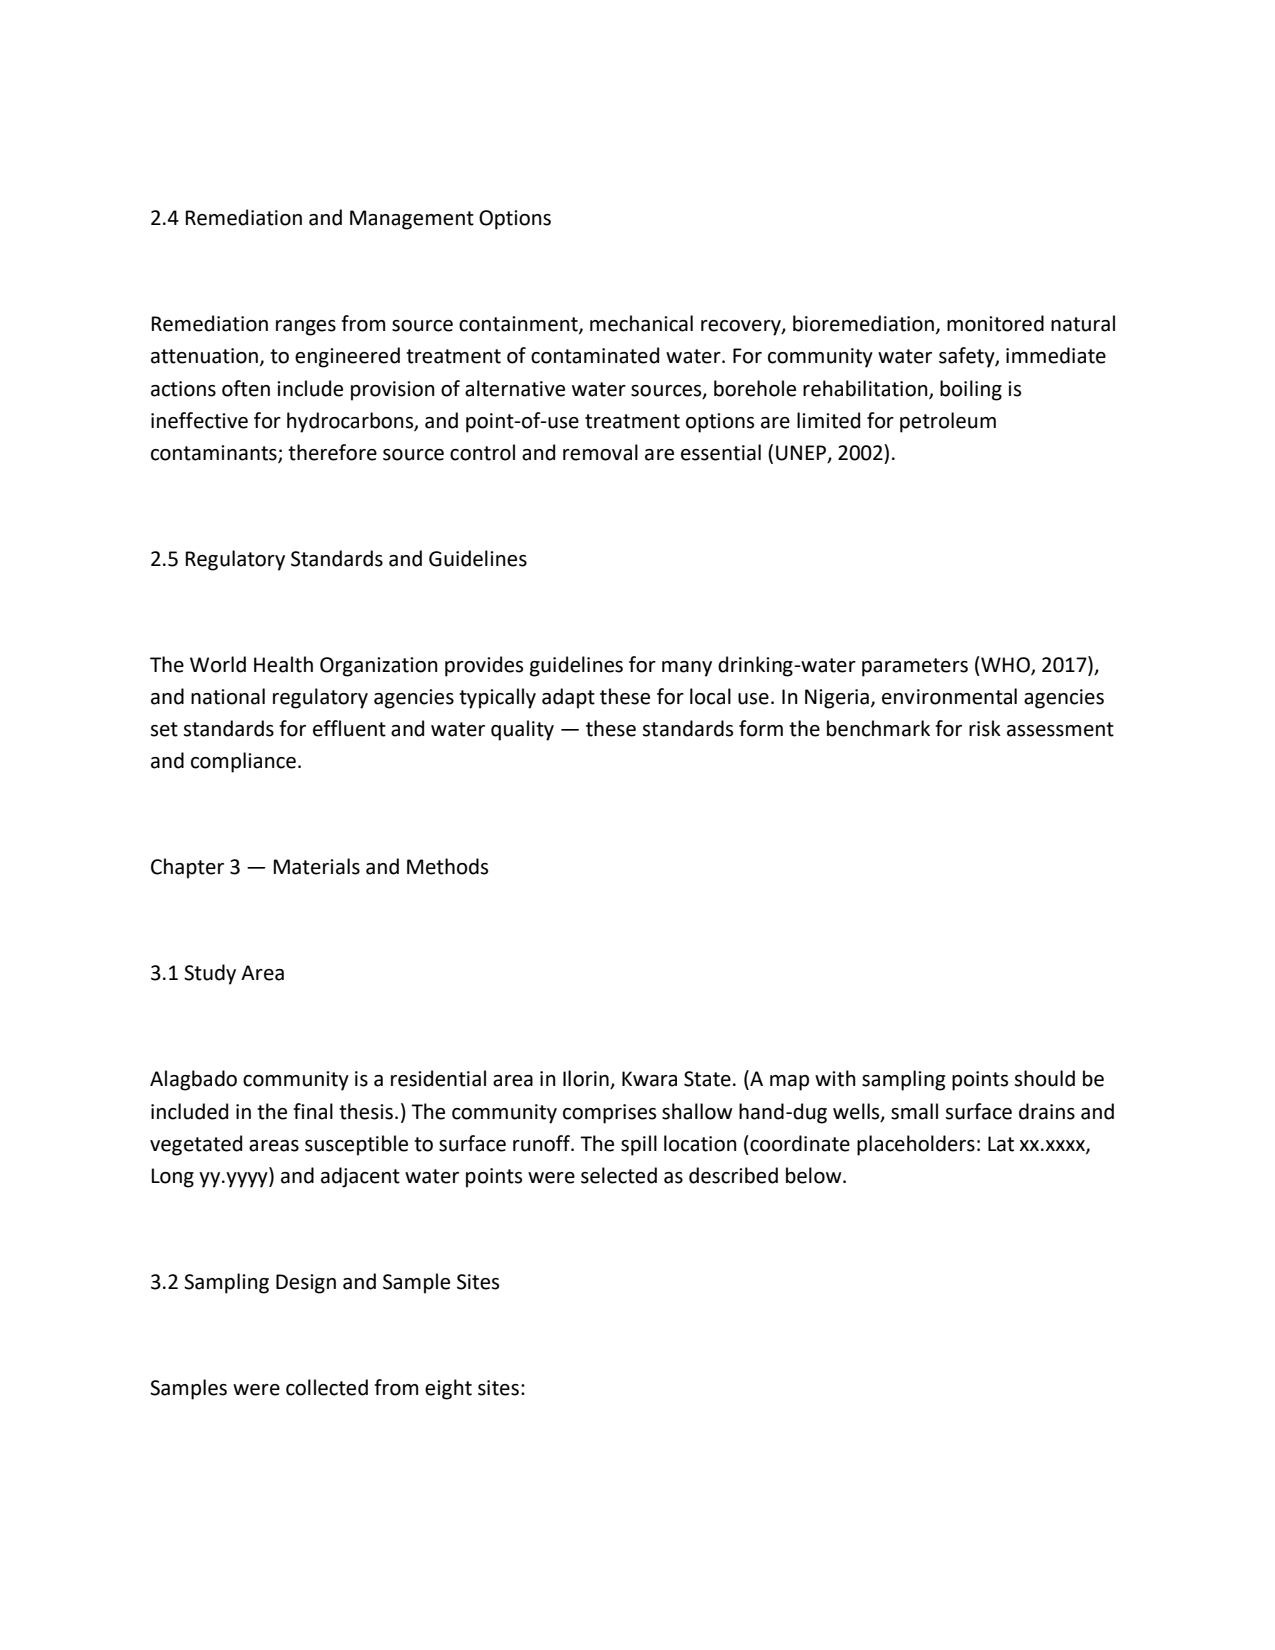 2.4 Remediation and Management Options
Remediation ranges from source containment, mechanical recovery, bioremediation, monitored natural
attenuation, to engineered treatment of contaminated water. For community water safety, immediate
actions often include provision of alternative water sources, borehole rehabilitation, boiling is
ineffective for hydrocarbons, and point-of-use treatment options are limited for petroleum
contaminants; therefore source control and removal are essential (UNEP, 2002).
2.5 Regulatory Standards and Guidelines
The World Health Organization provides guidelines for many drinking-water parameters (WHO, 2017),
and national regulatory agencies typically adapt these for local use. In Nigeria, environmental agencies
set standards for effluent and water quality — these standards form the benchmark for risk assessment
and compliance.
Chapter 3 — Materials and Methods
3.1 Study Area
Alagbado community is a residential area in Ilorin, Kwara State. (A map with sampling points should be
included in the final thesis.) The community comprises shallow hand-dug wells, small surface drains and
vegetated areas susceptible to surface runoff. The spill location (coordinate placeholders: Lat xx.xxxx,
Long yy.yyyy) and adjacent water points were selected as described below.
3.2 Sampling Design and Sample Sites
Samples were collected from eight sites: